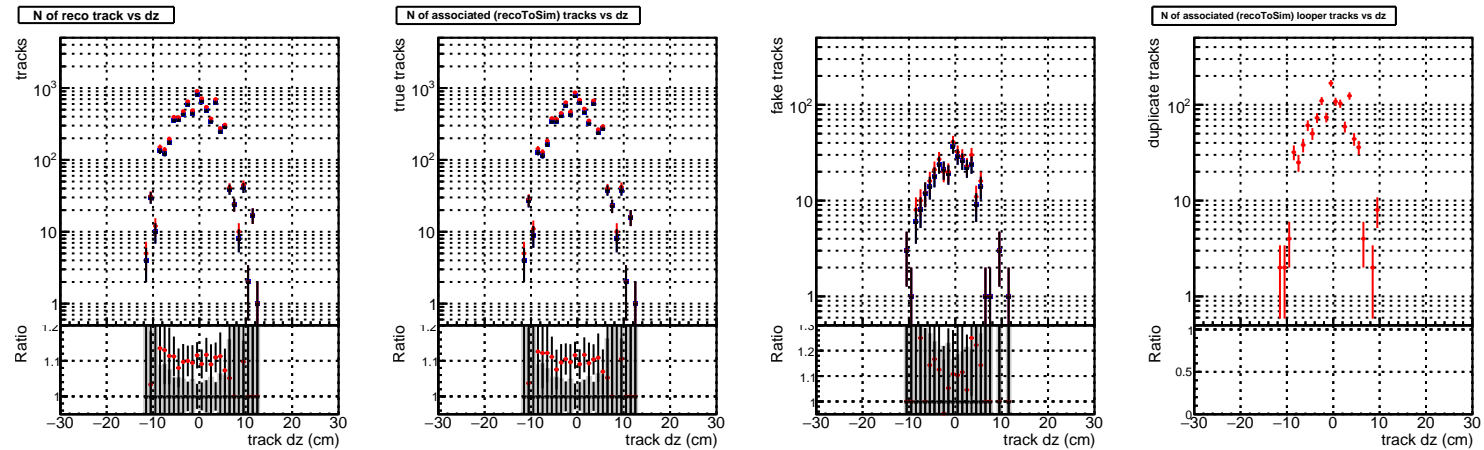 N of reco track vs dz
tracks
10³
10²
10
1
Ratio
1.2
1.1
1
−30 −20 −10 0 10 20 30
track dz (cm)
N of associated (recoToSim) tracks vs dz
true tracks
10³
10²
10
1
Ratio
1.2
1.1
1
−30 −20 −10 0 10 20 30
track dz (cm)
fake tracks
10²
10
1
Ratio
1.3
1.2
1.1
1
−30 −20 −10 0 10 20 30
track dz (cm)
N of associated (recoToSim) looper tracks vs dz
duplicate tracks
10²
10
1
Ratio
1
0.5
0
−30 −20 −10 0 10 20 30
track dz (cm)